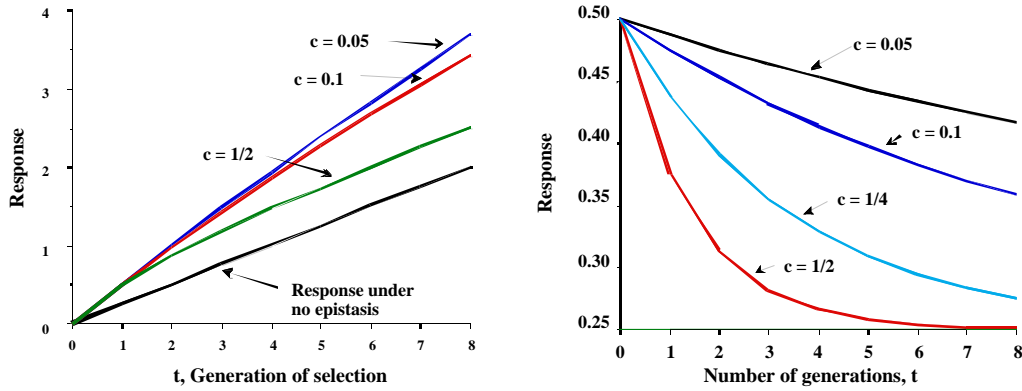 4
3
2
1
0
Response
c = 0.05
c = 0.1
c = 1/2
Response under
no epistasis
0 1 2 3 4 5 6 7 8
t, Generation of selection
0.50
0.45
0.40
0.35
0.30
0.25
Response
c = 0.05
c = 0.1
c = 1/4
c = 1/2
0 1 2 3 4 5 6 7 8
Number of generations, t